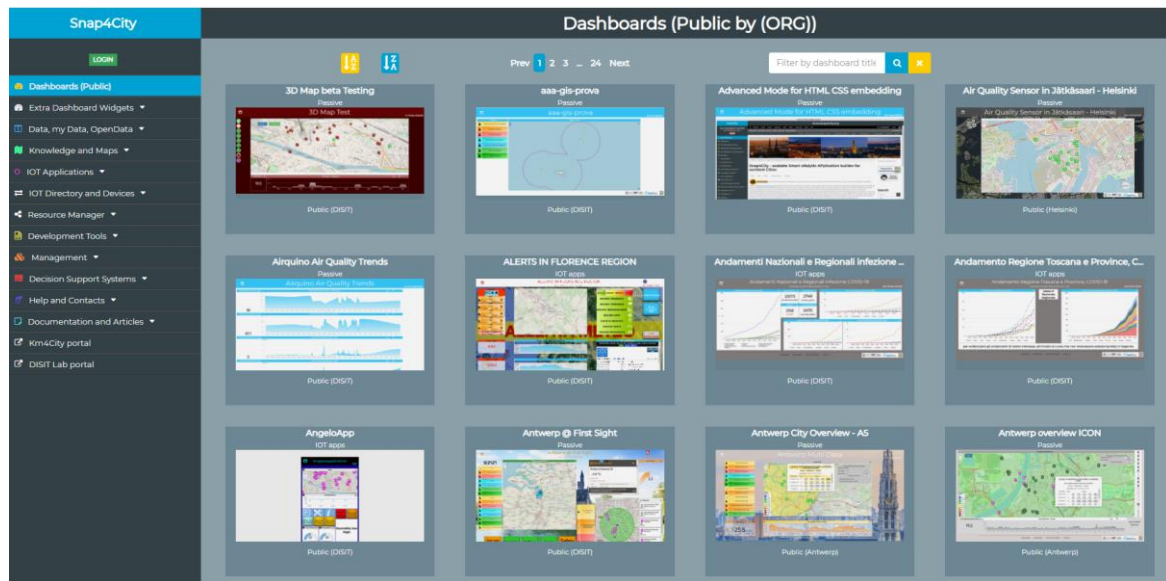 Snap4City
Dashboards (Public by (ORG))
LOGIN
Dashboards (Public)
Extra Dashboard Widgets
Data, my Data, OpenData
Knowledge and Maps
IOT Applications
IOT Directory and Devices
Resource Manager
Development Tools
Management
Decision Support Systems
Help and Contacts
Documentation and Articles
Km4City portal
DISIT Lab portal
Prev 1 2 3 ... 24 Next
Filter by dashboard title
3D Map beta Testing
Passive
3D Map Test
Public (DISIT)
aaa-gis-prova
Passive
aaa-gis-prova
Public (DISIT)
Advanced Mode for HTML CSS embedding
Passive
Advanced Mode for HTML CSS embedding
Public (DISIT)
Air Quality Sensor in Jätkäsaari - Helsinki
Passive
Air Quality Sensor in Jätkäsaari - Helsinki
Public (Helsinki)
Airquino Air Quality Trends
Passive
Airquino Air Quality Trends
Public (DISIT)
ALERTS IN FLORENCE REGION
IOT apps
Public (DISIT)
Andamenti Nazionali e Regionali infezione ...
IOT apps
Public (DISIT)
Andamento Regione Toscana e Province, C...
IOT apps
Public (DISIT)
AngeloApp
IOT apps
Public (DISIT)
Antwerp @ First Sight
Passive
Public (DISIT)
Antwerp City Overview - A5
Passive
Public (Antwerp)
Antwerp overview ICON
Passive
Public (Antwerp)